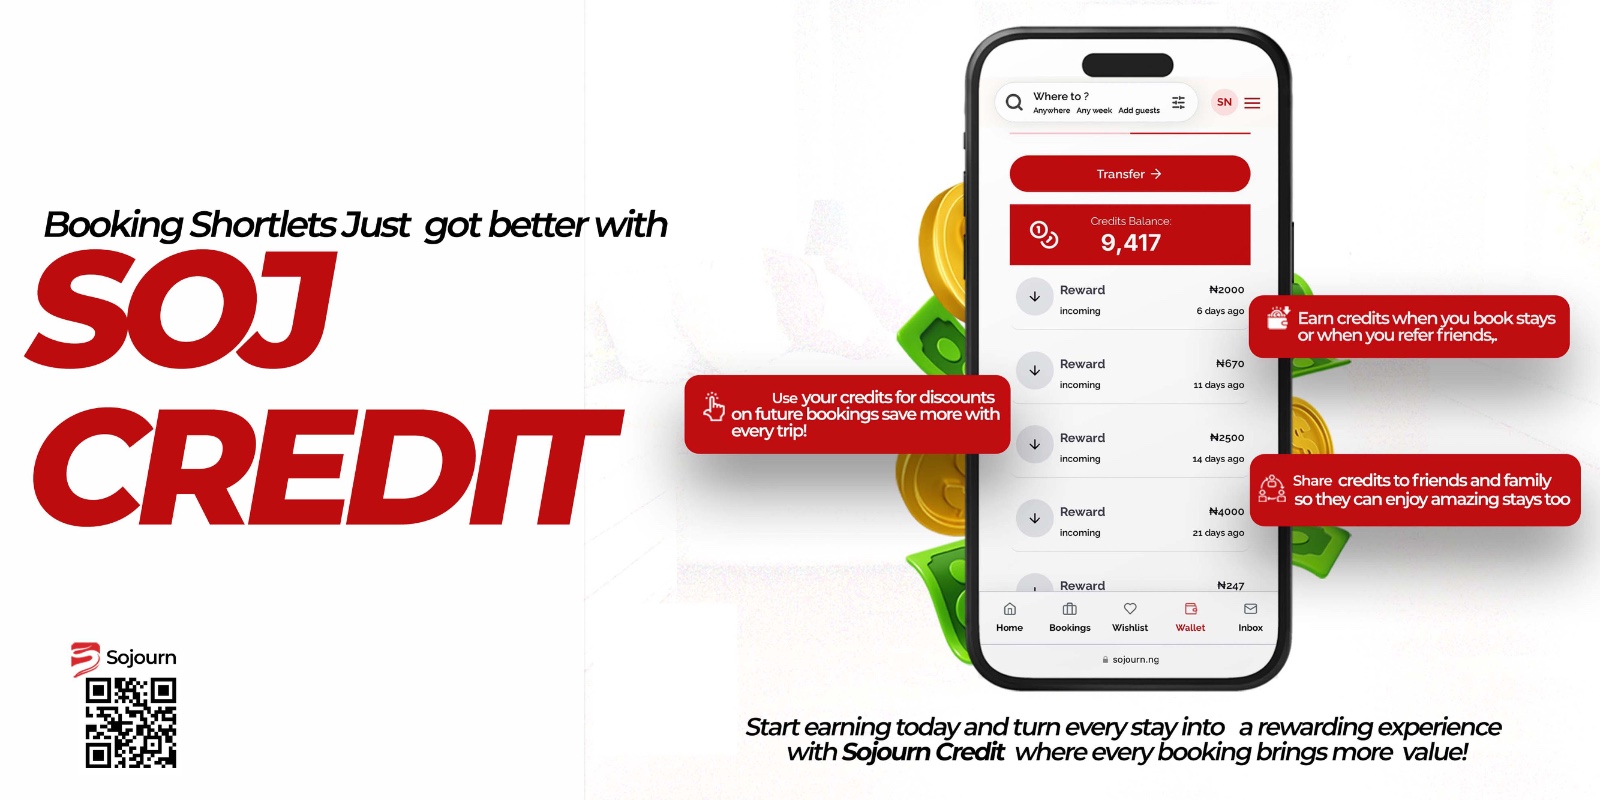 Booking Shortlets Just got better with
SOJ
CREDIT
Sojourn
Where to ?
Anywhere Any week Add guests
SN
Transfer →
Credits Balance:
9,417
Reward ₦2000
incoming 6 days ago
Reward ₦670
incoming 11 days ago
Reward ₦2500
incoming 14 days ago
Reward ₦4000
incoming 21 days ago
Reward ₦247
Home Bookings Wishlist Wallet Inbox
sojourn.ng
Use your credits for discounts
on future bookings save more with
every trip!
Earn credits when you book stays
or when you refer friends,.
Share credits to friends and family
so they can enjoy amazing stays too
Start earning today and turn every stay into a rewarding experience
with Sojourn Credit where every booking brings more value!